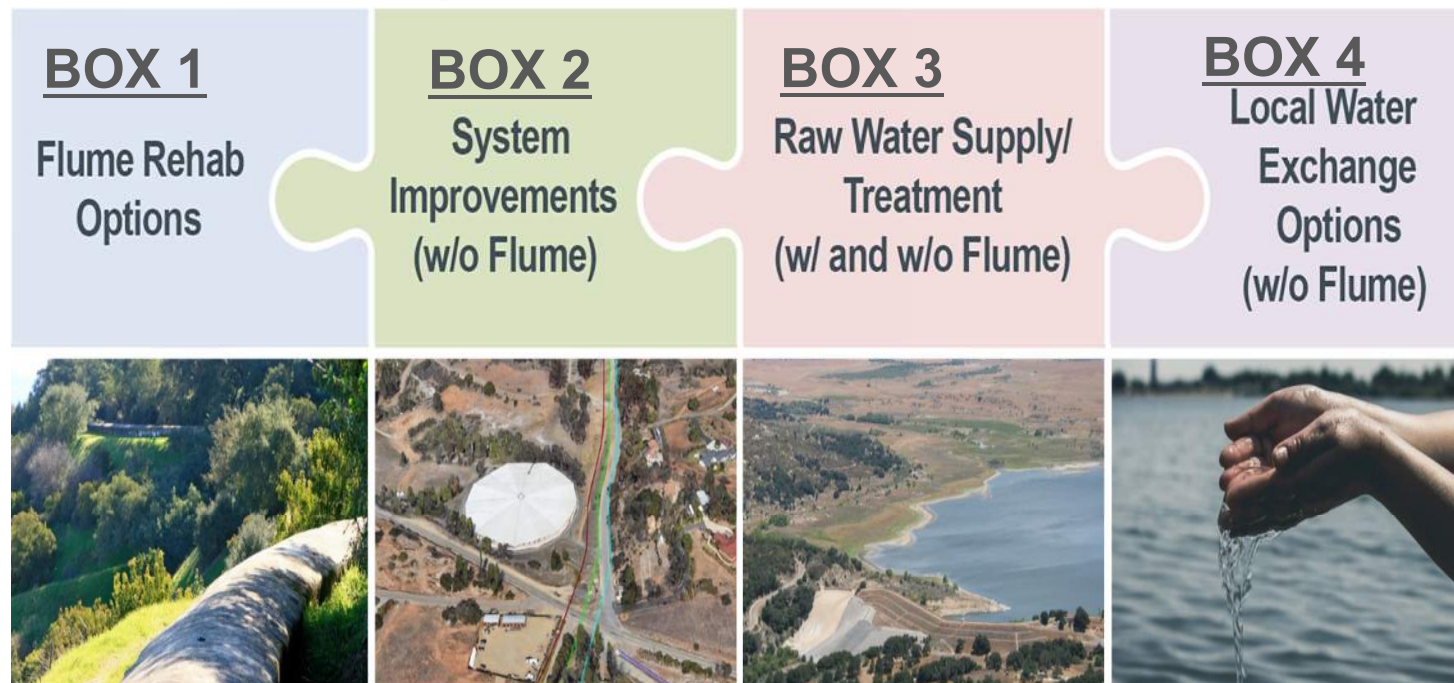 BOX 1
Flume Rehab
Options
BOX 2
System
Improvements
(w/o Flume)
BOX 3
Raw Water Supply/
Treatment
(w/ and w/o Flume)
BOX 4
Local Water
Exchange
Options
(w/o Flume)